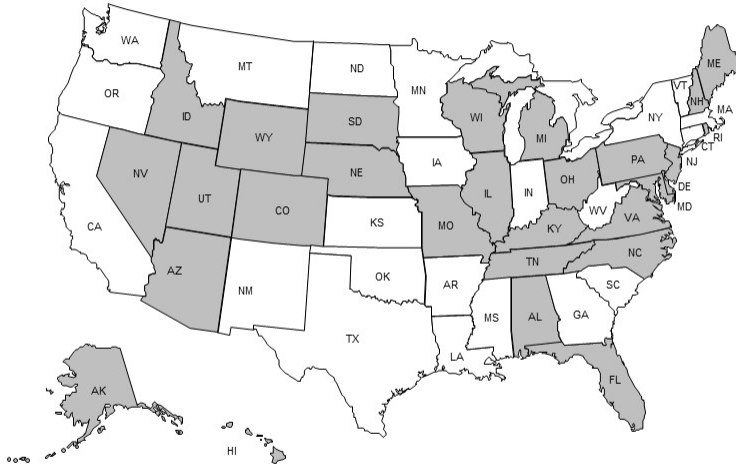 WA
MT
ND
MN
ME
VT
NH
OR
ID
SD
WI
MI
NY
MA
RI
CT
WY
NE
IA
PA
NJ
NV
UT
CO
IL
IN
OH
DE
MD
WV
VA
CA
KS
MO
KY
AZ
NM
OK
AR
TN
NC
SC
TX
LA
MS
AL
GA
AK
FL
HI